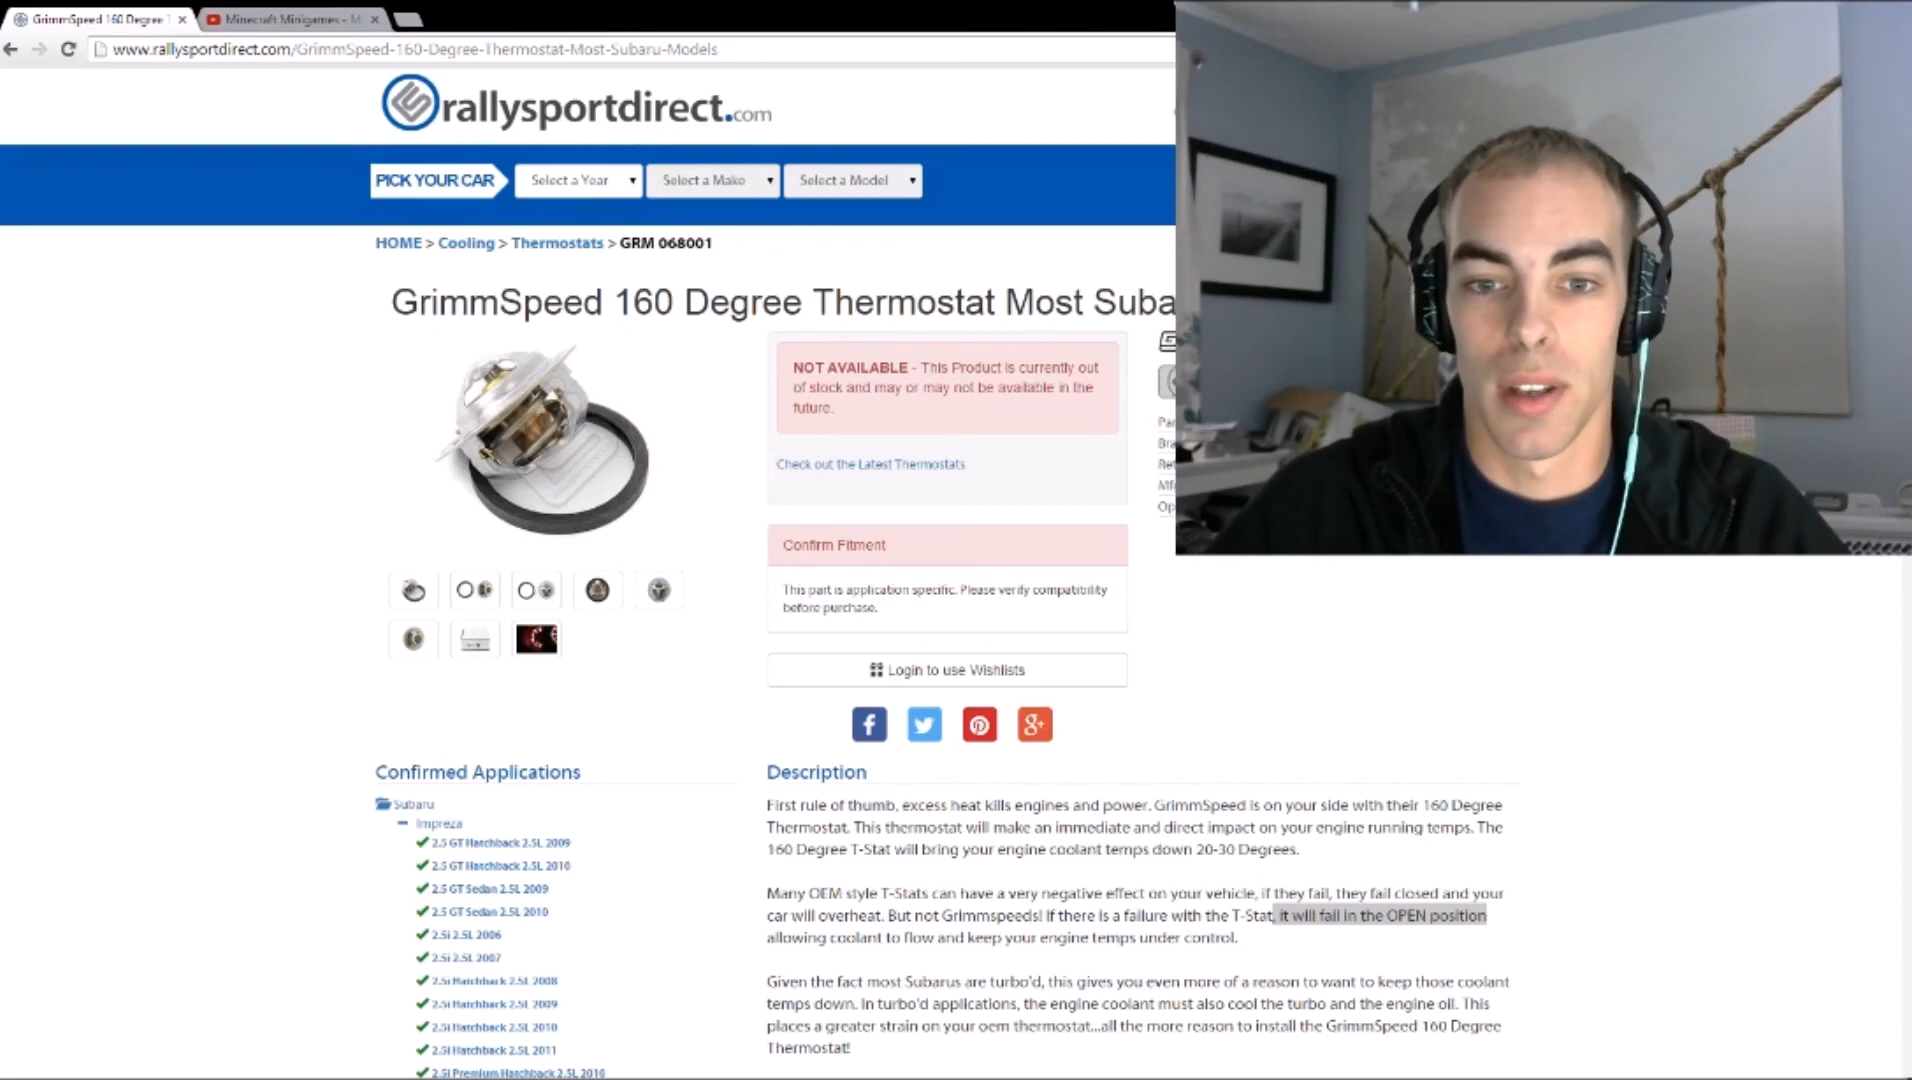 GrimmSpeed 160 Degree T
Minecraft Minigames - M
www.rallysportdirect.com/GrimmSpeed-160-Degree-Thermostat-Most-Subaru-Models
rallysportdirect.com
PICK YOUR CAR
Select a Year
Select a Make
Select a Model
HOME > Cooling > Thermostats > GRM 068001
GrimmSpeed 160 Degree Thermostat Most Suba
NOT AVAILABLE - This Product is currently out
of stock and may or may not be available in the
future.
Check out the Latest Thermostats
Confirm Fitment
This part is application specific. Please verify compatibility
before purchase.
Login to use Wishlists
Confirmed Applications
Subaru
Impreza
2.5 GT Hatchback 2.5L 2009
2.5 GT Hatchback 2.5L 2010
2.5 GT Sedan 2.5L 2009
2.5 GT Sedan 2.5L 2010
2.5i 2.5L 2006
2.5i 2.5L 2007
2.5i Hatchback 2.5L 2008
2.5i Hatchback 2.5L 2009
2.5i Hatchback 2.5L 2010
2.5i Hatchback 2.5L 2011
2.5i Premium Hatchback 2.5L 2010
Description
First rule of thumb, excess heat kills engines and power. GrimmSpeed is on your side with their 160 Degree
Thermostat. This thermostat will make an immediate and direct impact on your engine running temps. The
160 Degree T-Stat will bring your engine coolant temps down 20-30 Degrees.
Many OEM style T-Stats can have a very negative effect on your vehicle, if they fail, they fail closed and your
car will overheat. But not Grimmspeeds! If there is a failure with the T-Stat, it will fail in the OPEN position
allowing coolant to flow and keep your engine temps under control.
Given the fact most Subarus are turbo'd, this gives you even more of a reason to want to keep those coolant
temps down. In turbo'd applications, the engine coolant must also cool the turbo and the engine oil. This
places a greater strain on your oem thermostat...all the more reason to install the GrimmSpeed 160 Degree
Thermostat!